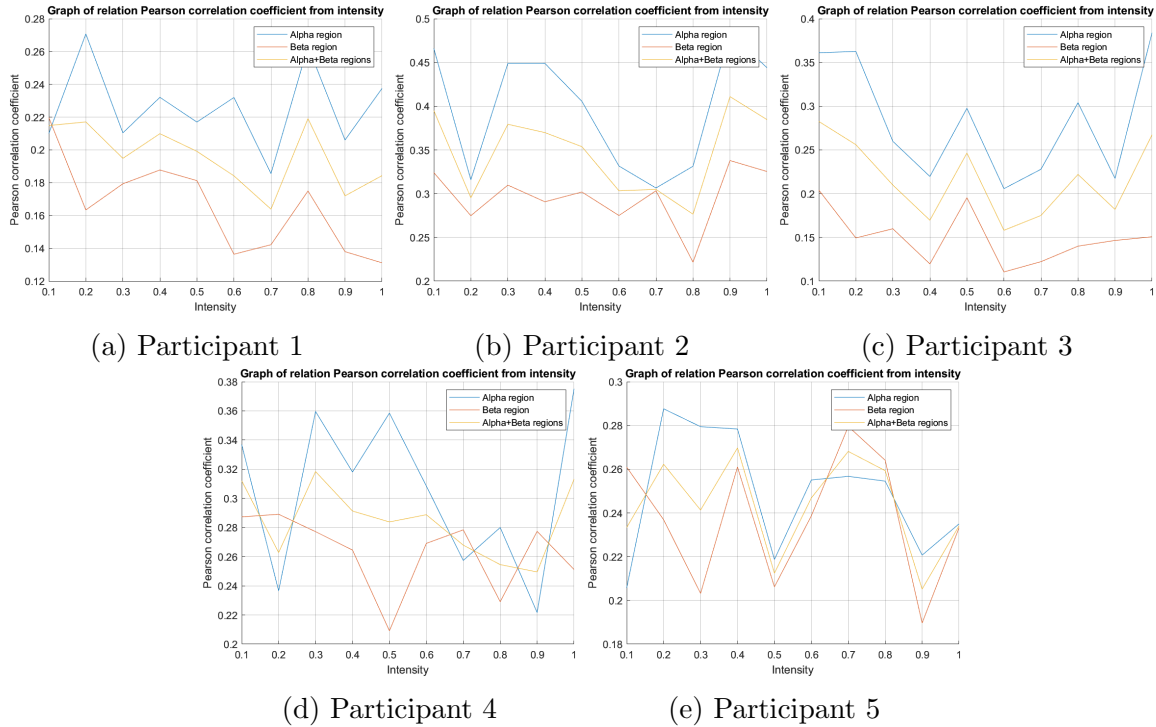 Graph of relation Pearson correlation coefficient from intensity
0.28
0.26
0.24
0.22
0.2
0.18
0.16
0.14
0.12
Pearson correlation coefficient
Alpha region
Beta region
Alpha+Beta regions
0.1 0.2 0.3 0.4 0.5 0.6 0.7 0.8 0.9 1
Intensity
(a) Participant 1
Graph of relation Pearson correlation coefficient from intensity
0.5
0.45
0.4
0.35
0.3
0.25
0.2
Pearson correlation coefficient
Alpha region
Beta region
Alpha+Beta regions
0.1 0.2 0.3 0.4 0.5 0.6 0.7 0.8 0.9 1
Intensity
(b) Participant 2
Graph of relation Pearson correlation coefficient from intensity
0.4
0.35
0.3
0.25
0.2
0.15
0.1
Pearson correlation coefficient
Alpha region
Beta region
Alpha+Beta regions
0.1 0.2 0.3 0.4 0.5 0.6 0.7 0.8 0.9 1
Intensity
(c) Participant 3
Graph of relation Pearson correlation coefficient from intensity
0.38
0.36
0.34
0.32
0.3
0.28
0.26
0.24
0.22
0.2
Pearson correlation coefficient
Alpha region
Beta region
Alpha+Beta regions
0.1 0.2 0.3 0.4 0.5 0.6 0.7 0.8 0.9 1
Intensity
(d) Participant 4
Graph of relation Pearson correlation coefficient from intensity
0.3
0.28
0.26
0.24
0.22
0.2
0.18
Pearson correlation coefficient
Alpha region
Beta region
Alpha+Beta regions
0.1 0.2 0.3 0.4 0.5 0.6 0.7 0.8 0.9 1
Intensity
(e) Participant 5